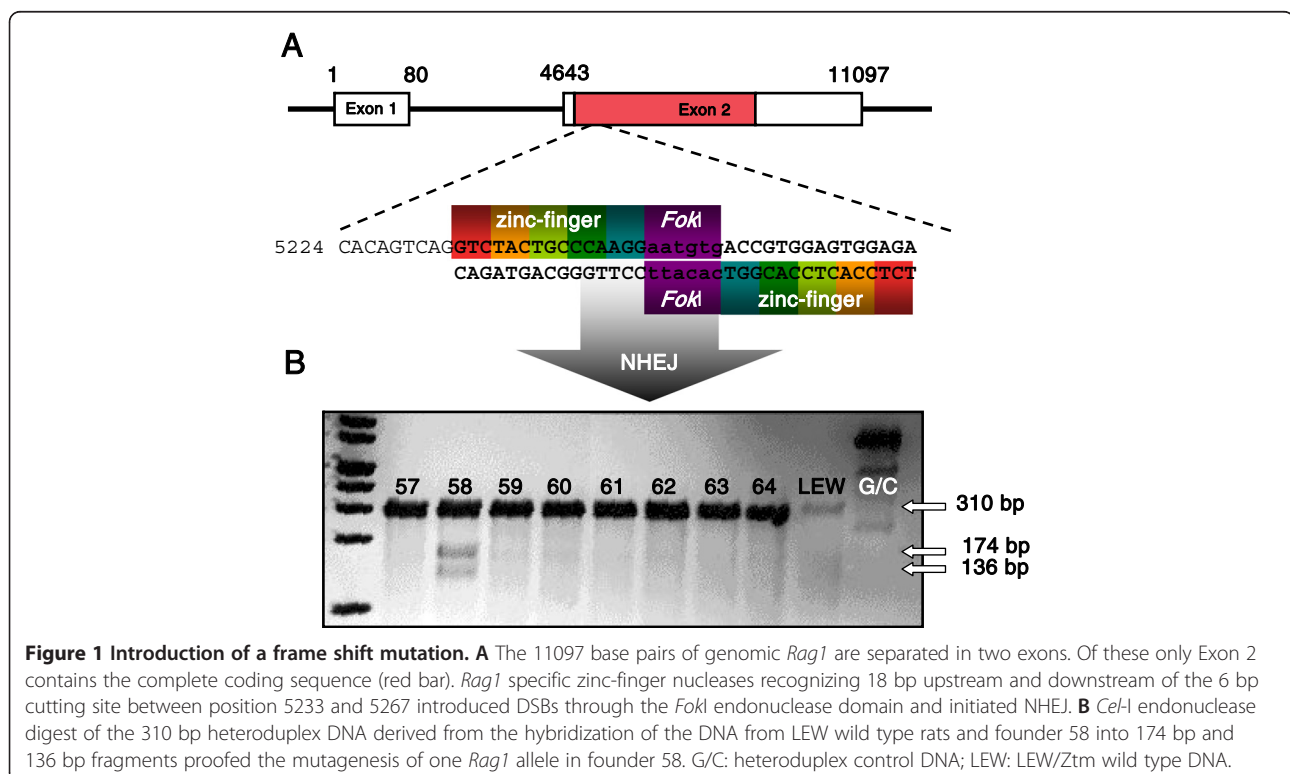 A
1 80 4643 11097
Exon 1 Exon 2
zinc-finger FokI
5224 CACAGTCAGGTCTACTGCCCAAGGaatgtgACCGTGGAGTGGAGA
CAGATGACGGGTTCCttacacTGGCACCTCACCTCT
FokI zinc-finger
NHEJ
B
57 58 59 60 61 62 63 64 LEW G/C
310 bp
174 bp
136 bp
Figure 1 Introduction of a frame shift mutation. A The 11097 base pairs of genomic Rag1 are separated in two exons. Of these only Exon 2
contains the complete coding sequence (red bar). Rag1 specific zinc-finger nucleases recognizing 18 bp upstream and downstream of the 6 bp
cutting site between position 5233 and 5267 introduced DSBs through the FokI endonuclease domain and initiated NHEJ. B Cel-I endonuclease
digest of the 310 bp heteroduplex DNA derived from the hybridization of the DNA from LEW wild type rats and founder 58 into 174 bp and
136 bp fragments proofed the mutagenesis of one Rag1 allele in founder 58. G/C: heteroduplex control DNA; LEW: LEW/Ztm wild type DNA.